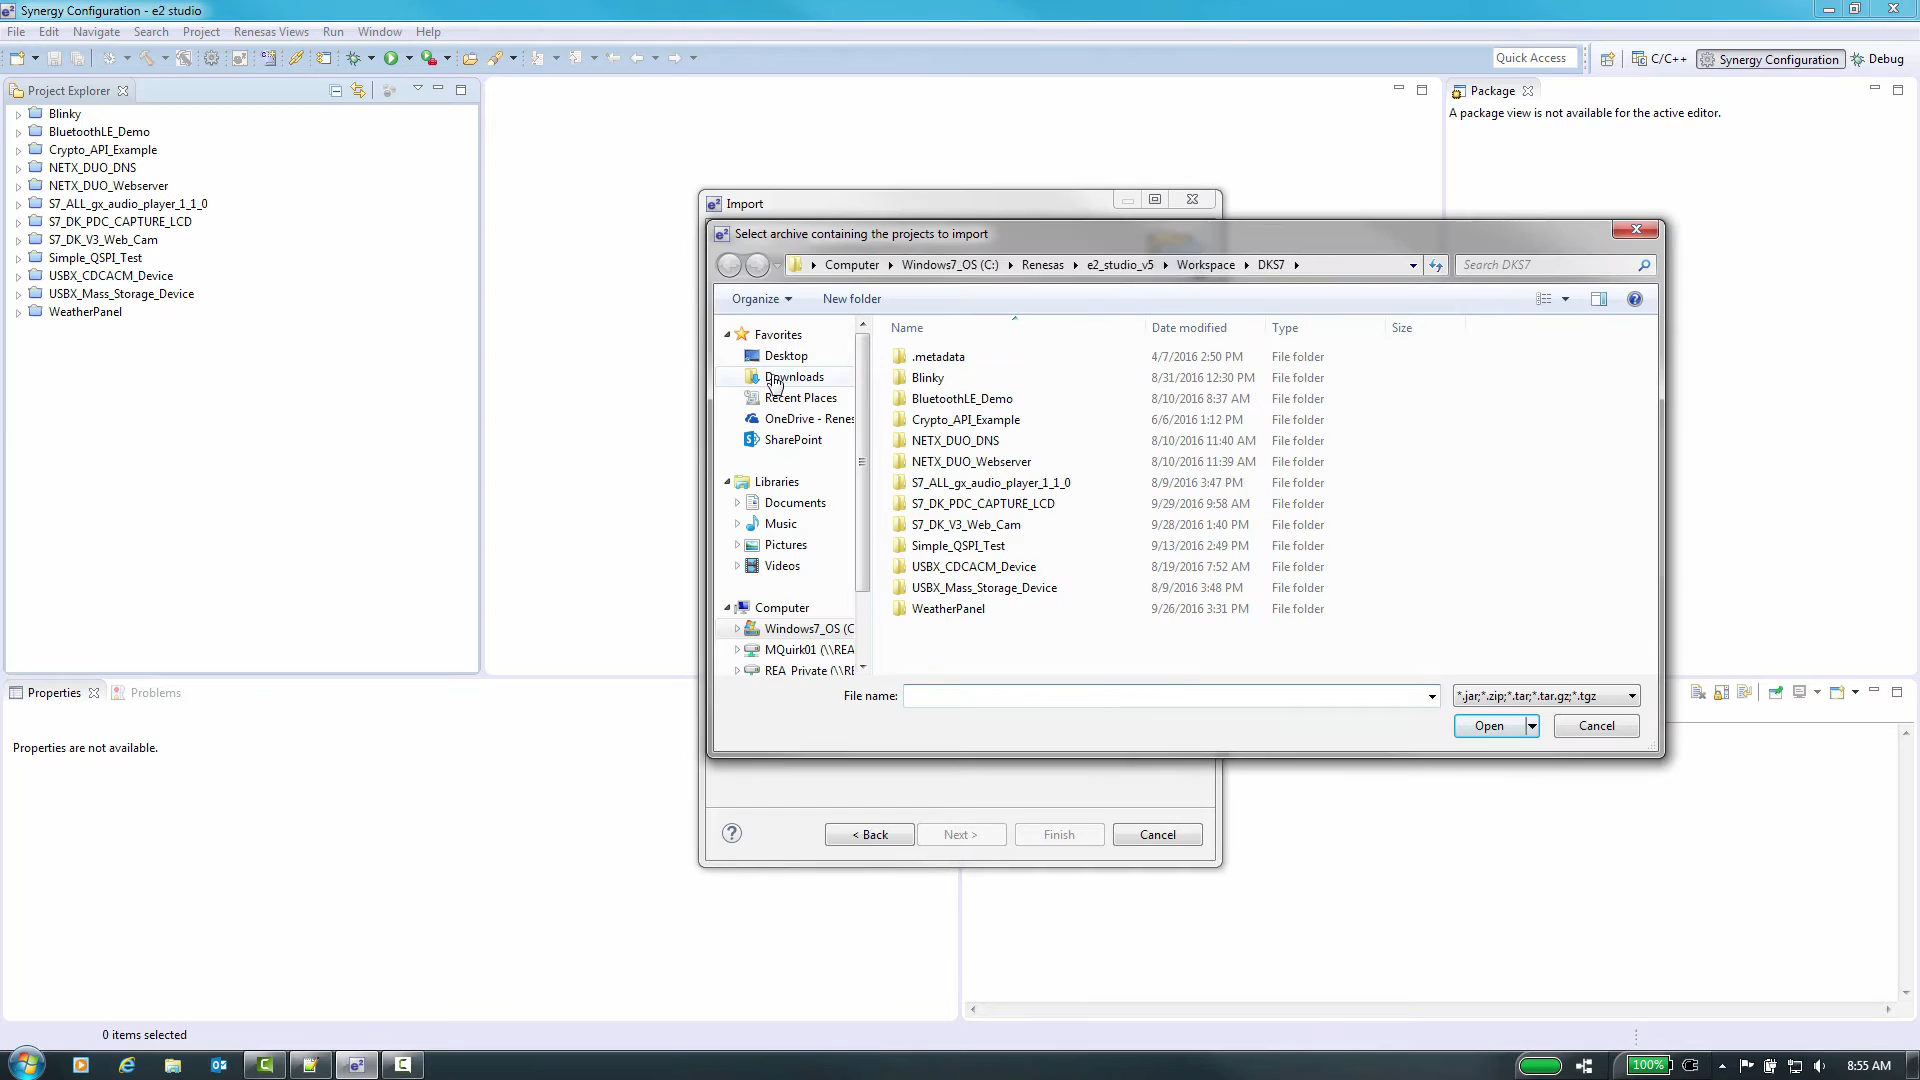 Synergy Configuration - e2 studio
File Edit Navigate Search Project Renesas Views Run Window Help
Quick Access C/C++ Synergy Configuration Debug
Project Explorer
Blinky
BluetoothLE_Demo
Crypto_API_Example
NETX_DUO_DNS
NETX_DUO_Webserver
S7_ALL_gx_audio_player_1_1_0
S7_DK_PDC_CAPTURE_LCD
S7_DK_V3_Web_Cam
Simple_QSPI_Test
USBX_CDCACM_Device
USBX_Mass_Storage_Device
WeatherPanel
Package
A package view is not available for the active editor.
Import
Select archive containing the projects to import
Computer Windows7_OS (C:) Renesas e2_studio_v5 Workspace DKS7
Search DKS7
Organize New folder
Favorites
Desktop
Downloads
Recent Places
OneDrive - Renes
SharePoint
Libraries
Documents
Music
Pictures
Videos
Computer
Windows7_OS (C
MQuirk01 (\\REA
REA Private (\\RE
Name Date modified Type Size
.metadata 4/7/2016 2:50 PM File folder
Blinky 8/31/2016 12:30 PM File folder
BluetoothLE_Demo 8/10/2016 8:37 AM File folder
Crypto_API_Example 6/6/2016 1:12 PM File folder
NETX_DUO_DNS 8/10/2016 11:40 AM File folder
NETX_DUO_Webserver 8/10/2016 11:39 AM File folder
S7_ALL_gx_audio_player_1_1_0 8/9/2016 3:47 PM File folder
S7_DK_PDC_CAPTURE_LCD 9/29/2016 9:58 AM File folder
S7_DK_V3_Web_Cam 9/28/2016 1:40 PM File folder
Simple_QSPI_Test 9/13/2016 2:49 PM File folder
USBX_CDCACM_Device 8/19/2016 7:52 AM File folder
USBX_Mass_Storage_Device 8/9/2016 3:48 PM File folder
WeatherPanel 9/26/2016 3:31 PM File folder
File name: *.jar;*.zip;*.tar;*.tar.gz;*.tgz
Open Cancel
< Back Next > Finish Cancel
Properties Problems
Properties are not available.
0 items selected
100% 8:55 AM